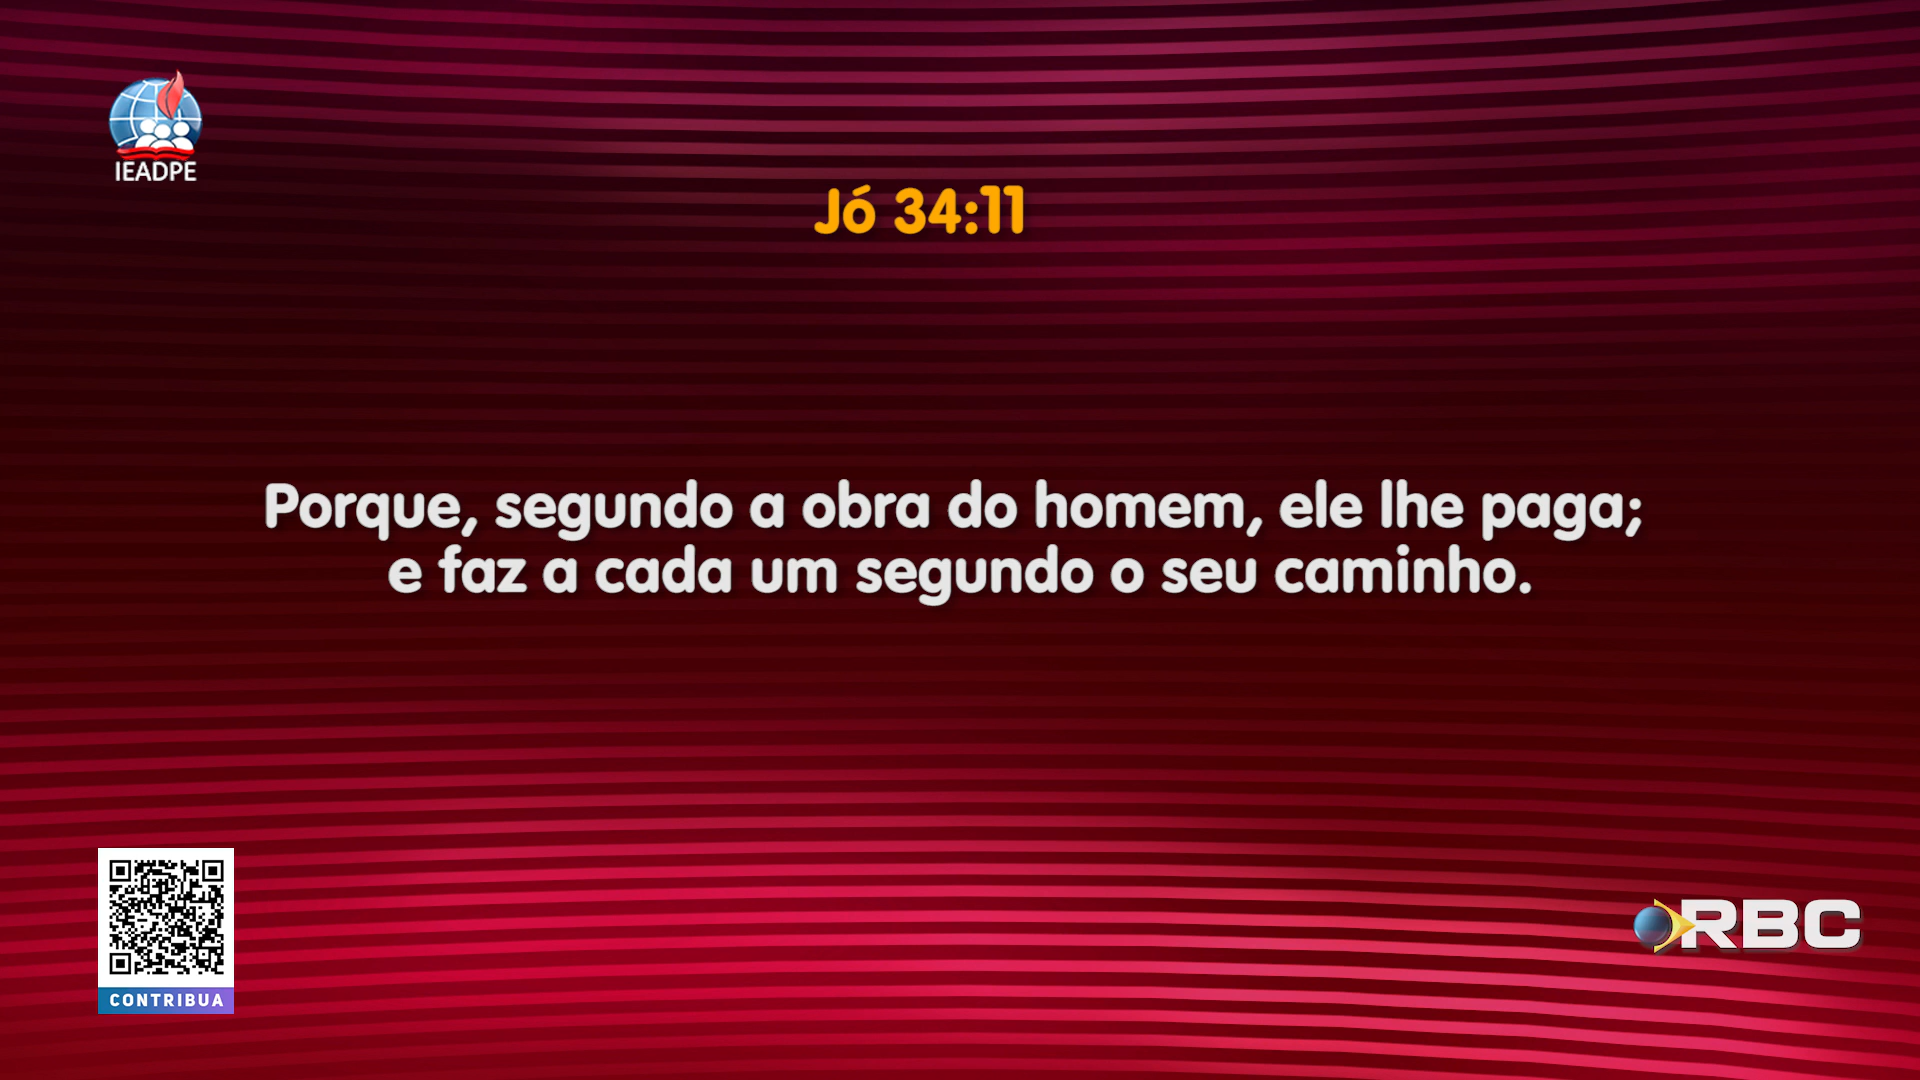 IEADPE
Jó 34:11
Porque, segundo a obra do homem, ele lhe paga;
e faz a cada um segundo o seu caminho.
RBC
CONTRIBUA